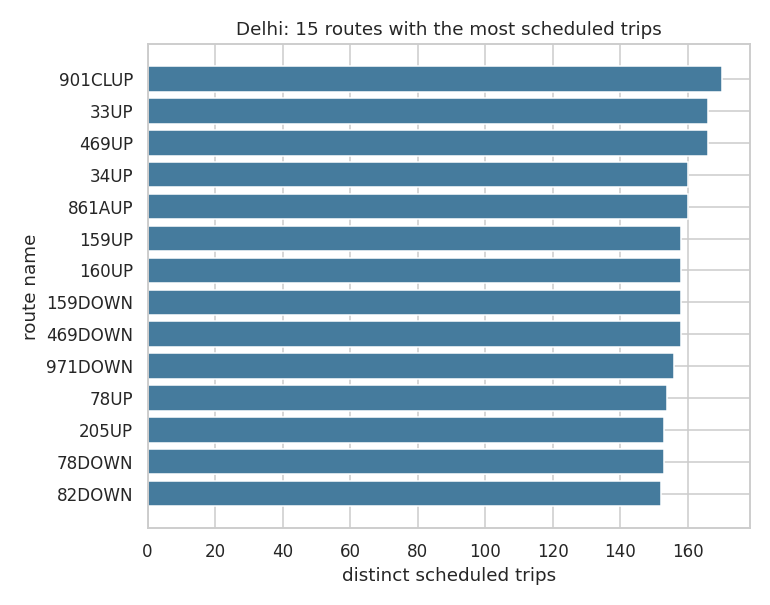 Delhi: 15 routes with the most scheduled trips
route name
901CLUP
33UP
469UP
34UP
861AUP
159UP
160UP
159DOWN
469DOWN
971DOWN
78UP
205UP
78DOWN
82DOWN
0 20 40 60 80 100 120 140 160
distinct scheduled trips